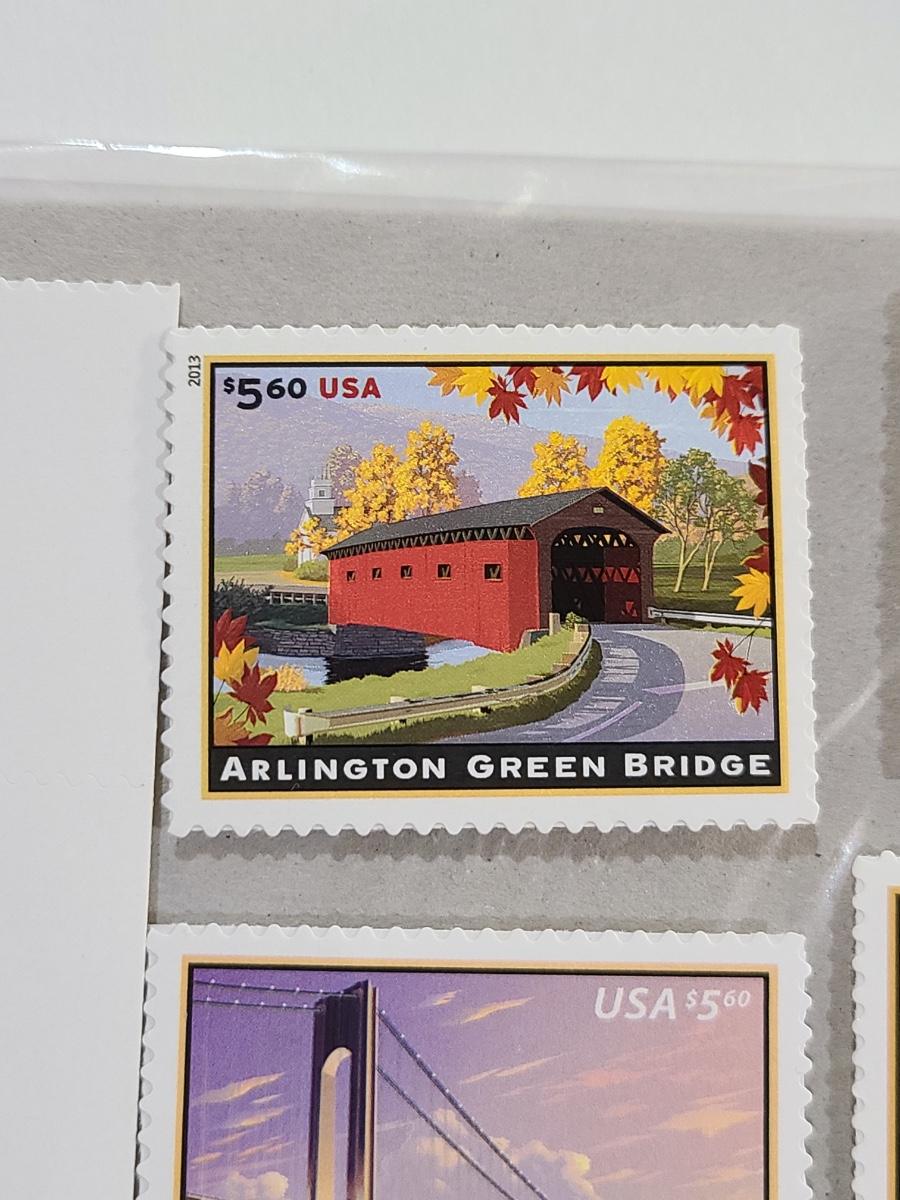 2013
$5.60 USA
ARLINGTON GREEN BRIDGE
USA $5.60